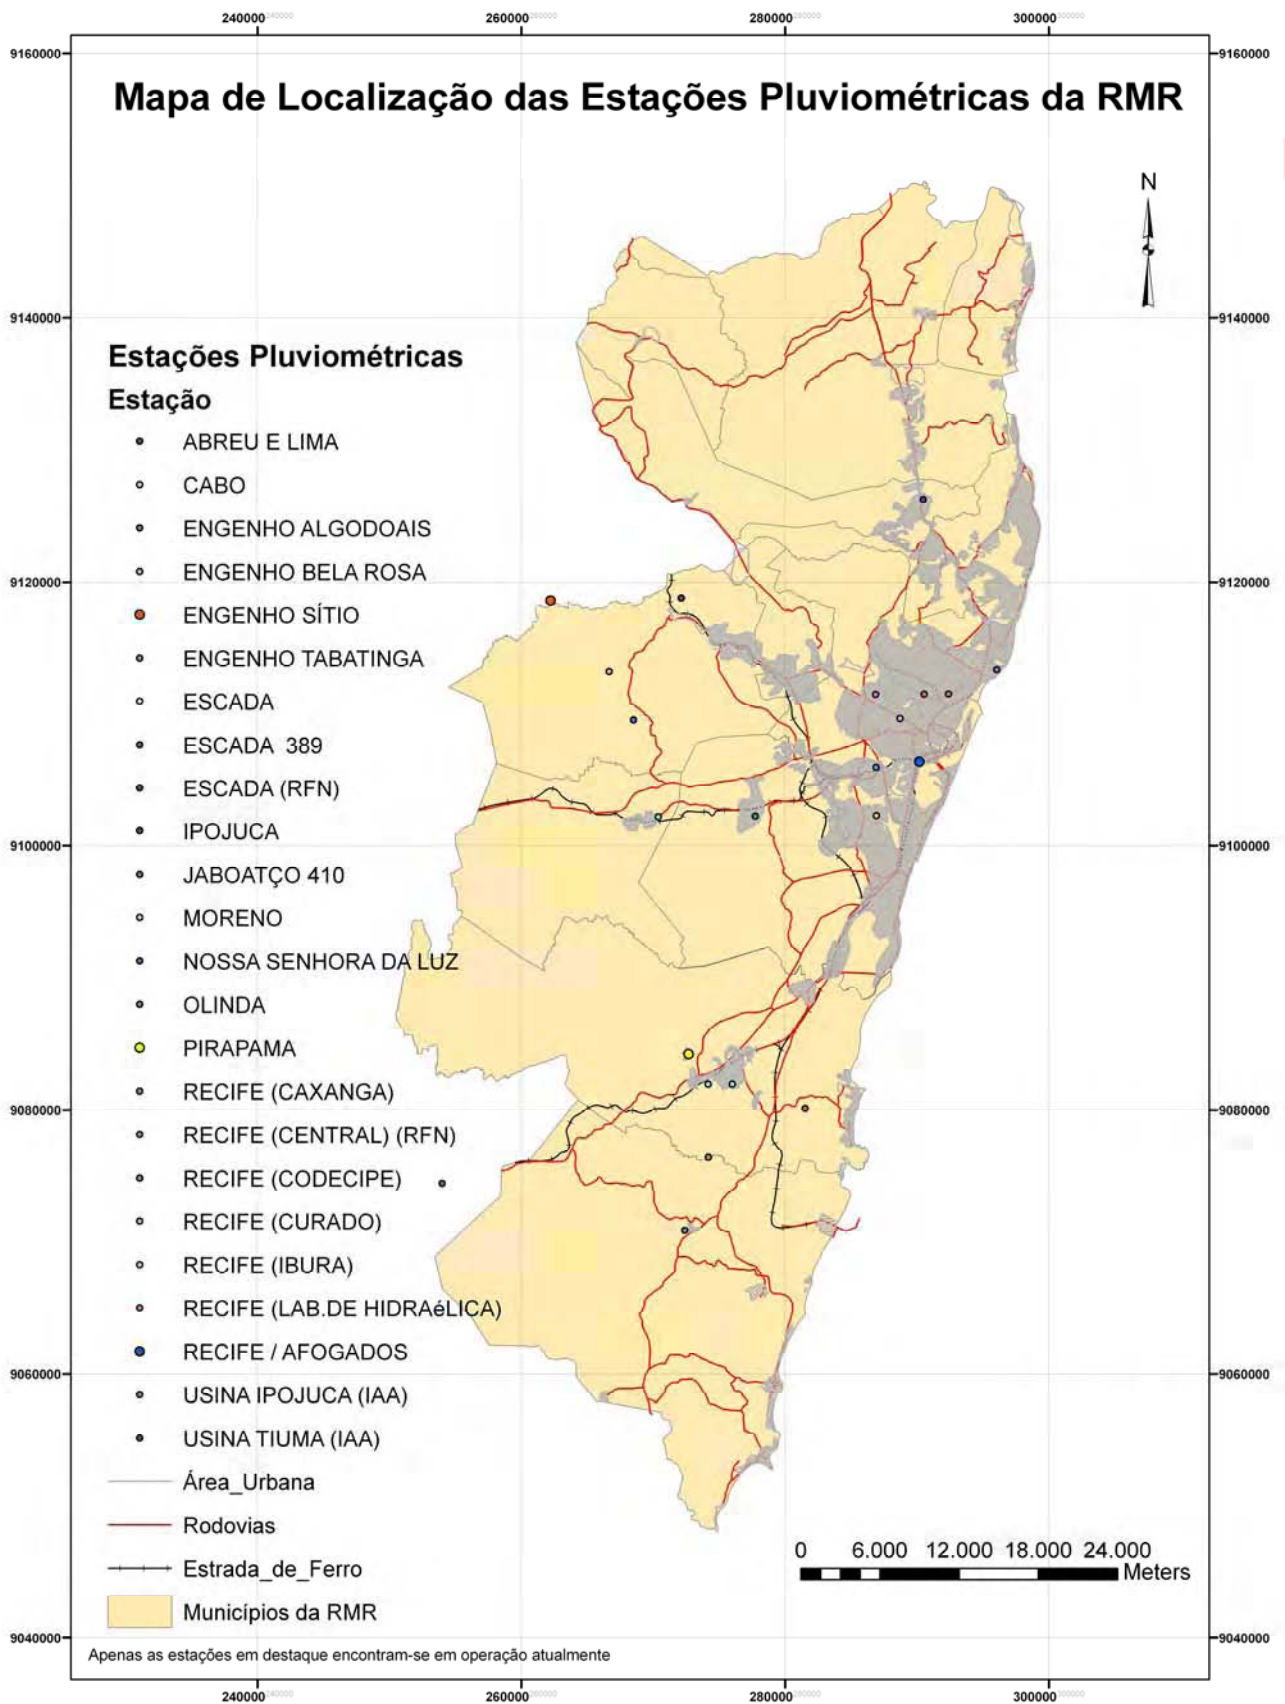 240000 260000 280000 300000
9160000 9160000
Mapa de Localização das Estações Pluviométricas da RMR
N
9140000 9140000
Estações Pluviométricas
Estação
ABREU E LIMA
CABO
ENGENHO ALGODOAIS
ENGENHO BELA ROSA
9120000 9120000
ENGENHO SÍTIO
ENGENHO TABATINGA
ESCADA
ESCADA 389
ESCADA (RFN)
IPOJUCA
9100000 9100000
JABOATÇO 410
MORENO
NOSSA SENHORA DA LUZ
OLINDA
PIRAPAMA
RECIFE (CAXANGA)
9080000 9080000
RECIFE (CENTRAL) (RFN)
RECIFE (CODECIPE)
RECIFE (CURADO)
RECIFE (IBURA)
RECIFE (LAB.DE HIDRAéLICA)
RECIFE / AFOGADOS
9060000 9060000
USINA IPOJUCA (IAA)
USINA TIUMA (IAA)
Área_Urbana
Rodovias
Estrada_de_Ferro
Municípios da RMR
0 6.000 12.000 18.000 24.000
Meters
9040000 9040000
Apenas as estações em destaque encontram-se em operação atualmente
240000 260000 280000 300000